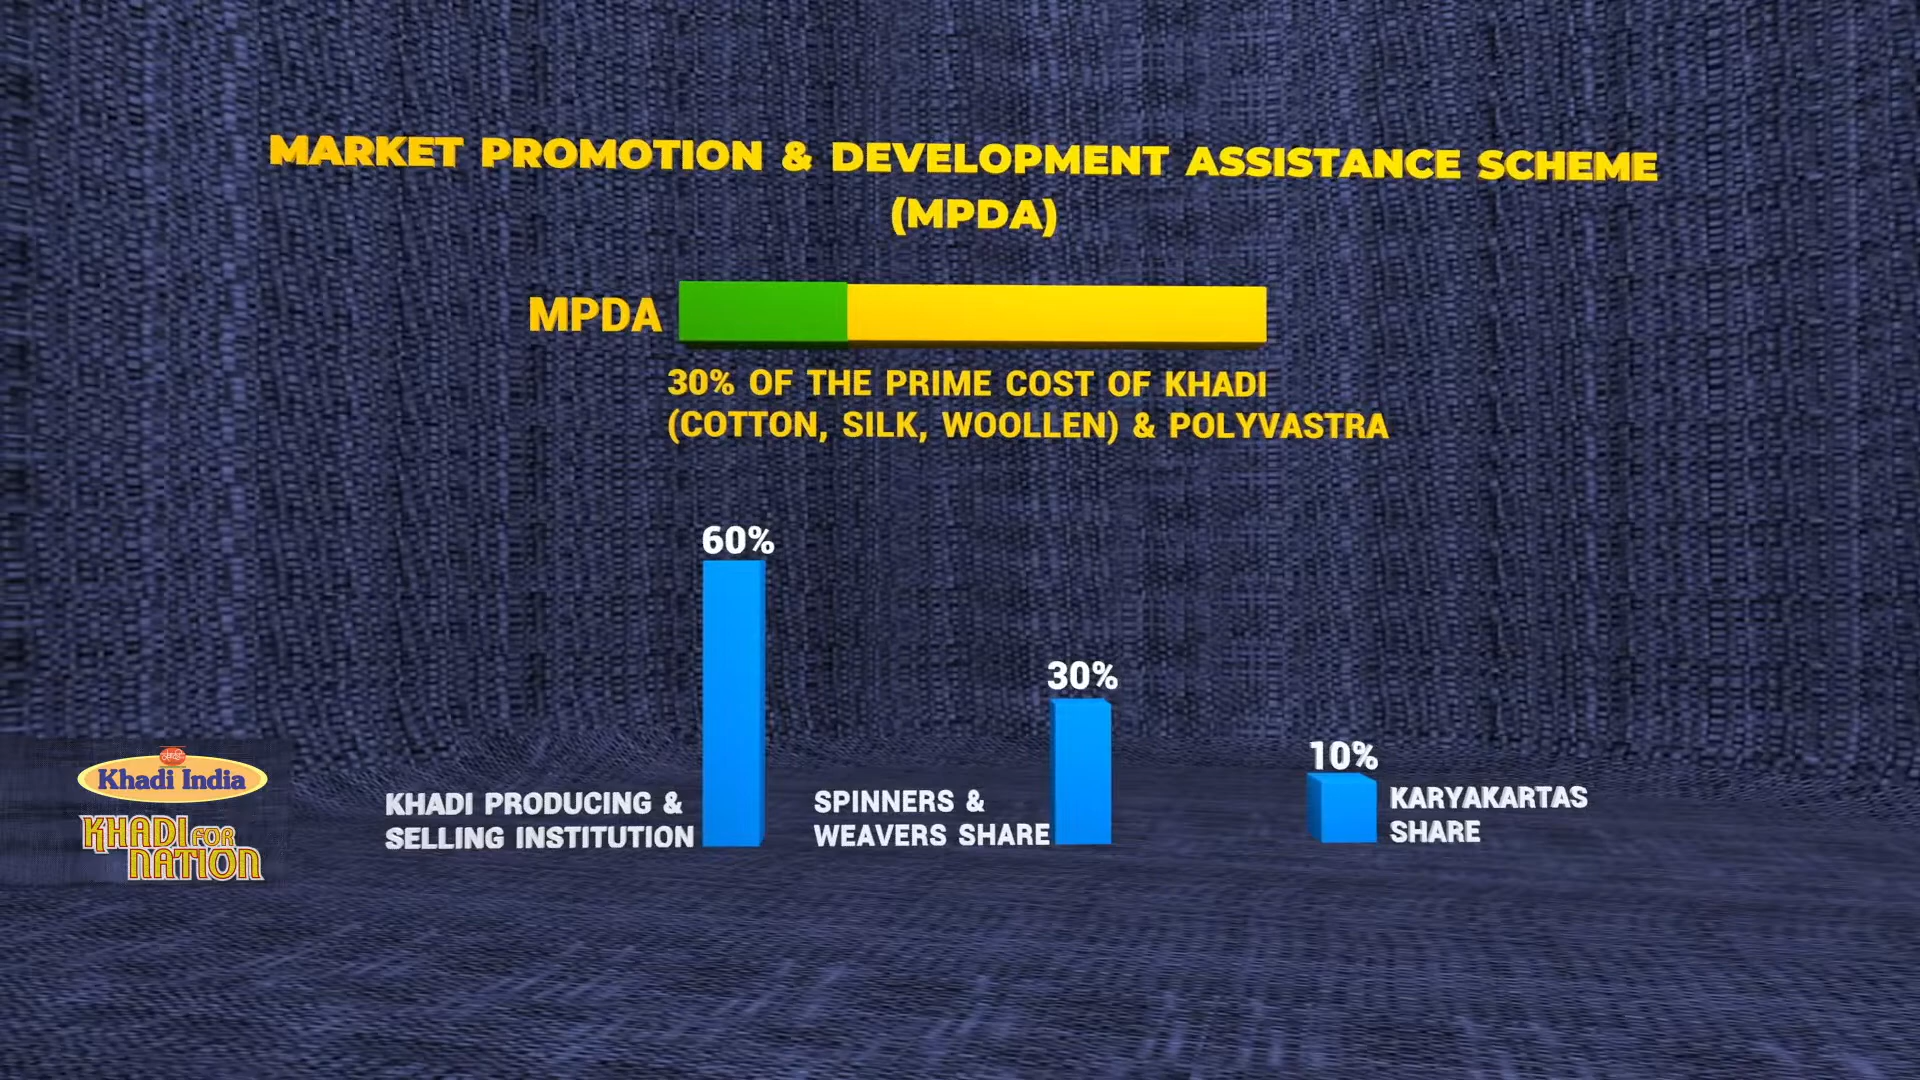 MARKET PROMOTION & DEVELOPMENT ASSISTANCE SCHEME
(MPDA)
MPDA
30% OF THE PRIME COST OF KHADI
(COTTON, SILK, WOOLLEN) & POLYVASTRA
60%
KHADI PRODUCING &
SELLING INSTITUTION
30%
SPINNERS &
WEAVERS SHARE
10%
KARYAKARTAS
SHARE
Khadi India
KHADI FOR
NATION